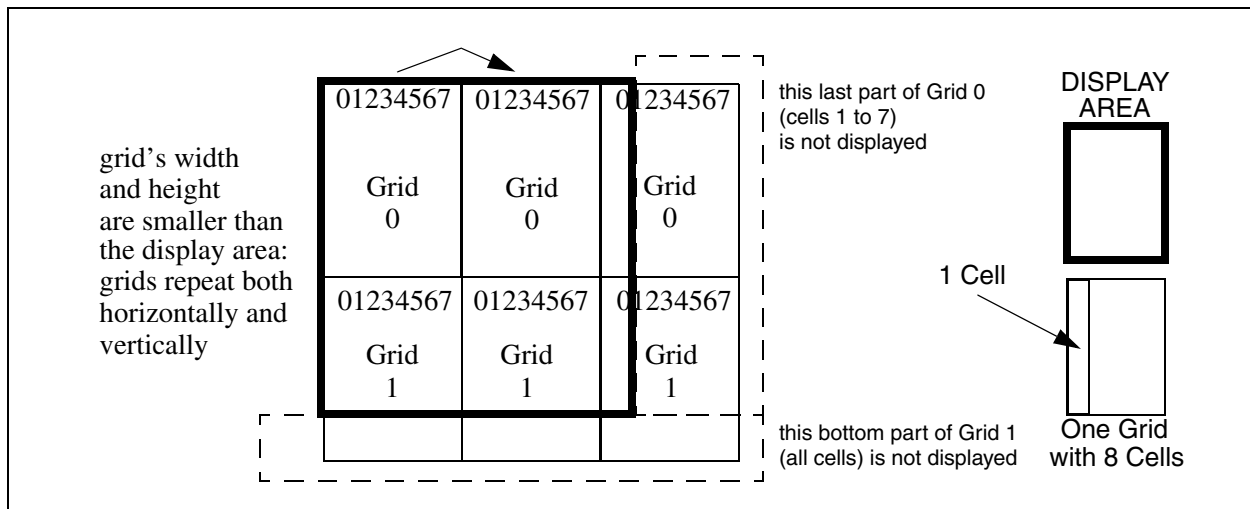 grid's width
and height
are smaller than
the display area:
grids repeat both
horizontally and
vertically
01234567 01234567 01234567
Grid Grid Grid
0 0 0
01234567 01234567 01234567
Grid Grid Grid
1 1 1
this last part of Grid 0
(cells 1 to 7)
is not displayed
this bottom part of Grid 1
(all cells) is not displayed
DISPLAY
AREA
1 Cell
One Grid
with 8 Cells